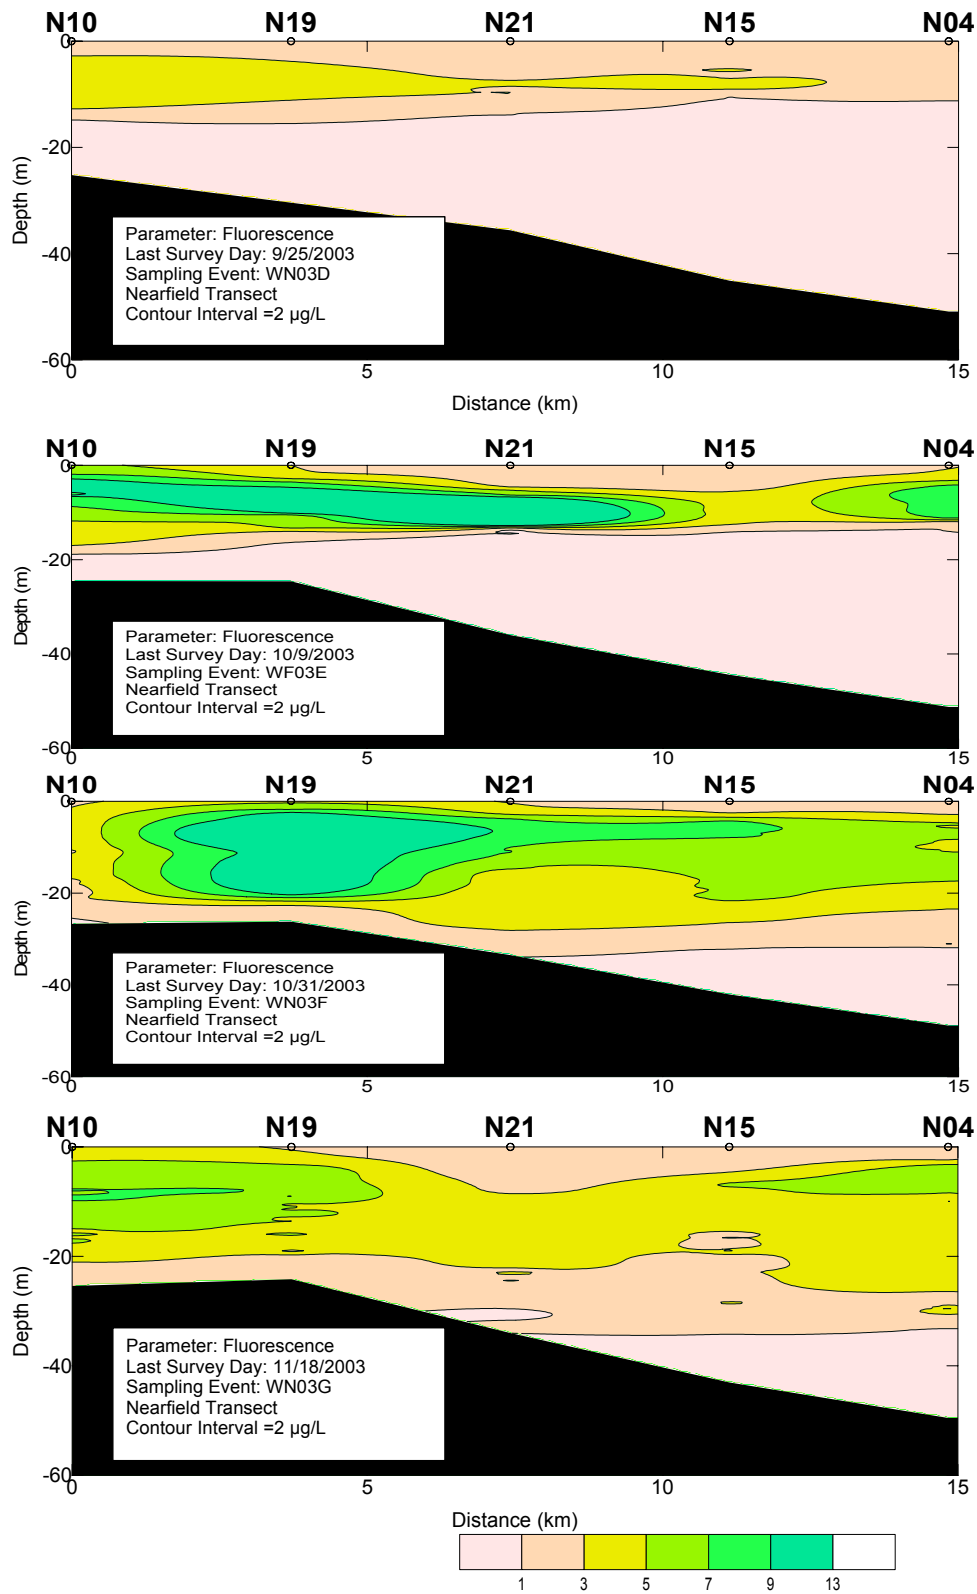 N10 N19 N21 N15 N04
0
-20
-40
-60
Depth (m)
Parameter: Fluorescence
Last Survey Day: 9/25/2003
Sampling Event: WN03D
Nearfield Transect
Contour Interval =2 µg/L
0 5 10 15
Distance (km)
N10 N19 N21 N15 N04
0
-20
-40
-60
Depth (m)
Parameter: Fluorescence
Last Survey Day: 10/9/2003
Sampling Event: WF03E
Nearfield Transect
Contour Interval =2 µg/L
0 5 10 15
N10 N19 N21 N15 N04
0
-20
-40
-60
Depth (m)
Parameter: Fluorescence
Last Survey Day: 10/31/2003
Sampling Event: WN03F
Nearfield Transect
Contour Interval =2 µg/L
0 5 10 15
N10 N19 N21 N15 N04
0
-20
-40
-60
Depth (m)
Parameter: Fluorescence
Last Survey Day: 11/18/2003
Sampling Event: WN03G
Nearfield Transect
Contour Interval =2 µg/L
0 5 10 15
Distance (km)
1 3 5 7 9 13